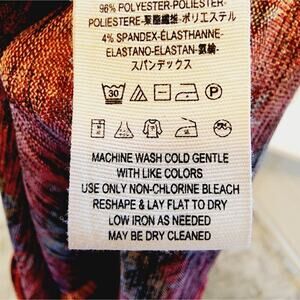 96% POLYESTER-POLIESTER-
POLIESTERE-聚酯纖維-ポリエステル
4% SPANDEX-ÉLASTHANNE-
ELASTANO-ELASTAN-氨綸-
スパンデックス
30
P
MACHINE WASH COLD GENTLE
WITH LIKE COLORS
USE ONLY NON-CHLORINE BLEACH
RESHAPE & LAY FLAT TO DRY
LOW IRON AS NEEDED
MAY BE DRY CLEANED